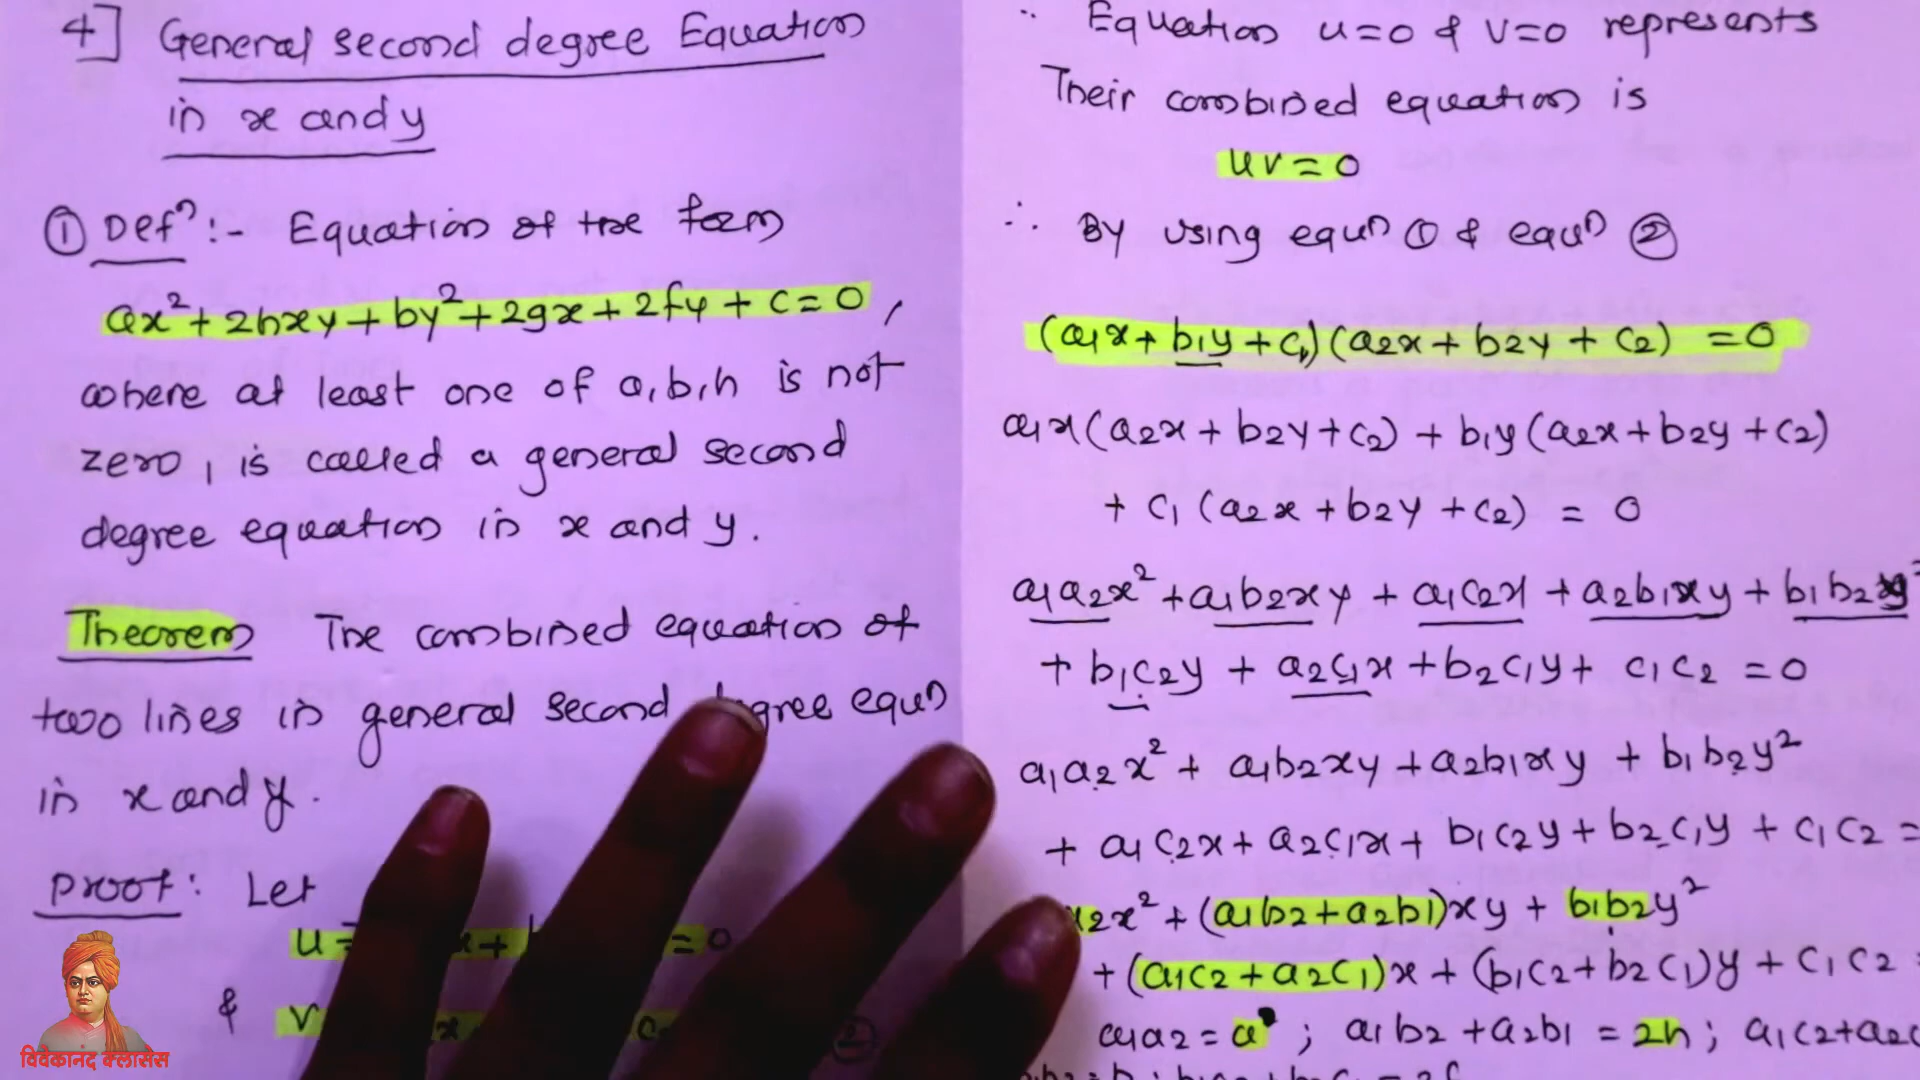 4] General second degree Equation
in x and y
① Defⁿ :- Equation of the form
ax² + 2hxy + by² + 2gx + 2fy + c = 0 ,
where at least one of a, b, h is not
zero, is called a general second
degree equation in x and y.
Theorem The combined equation of
two lines in general second gree equn
in x and y.
Proof: Let
u = x + = 0
& v x
विवेकानंद क्लासेस
∴ Equation u=0 & v=0 represents
Their combined equation is
uv = 0
∴ By using equⁿ ① & equⁿ ②
(a1x + b1y + c1)(a2x + b2y + c2) = 0
a1x(a2x + b2y + c2) + b1y(a2x + b2y + c2)
+ c1 (a2x + b2y + c2) = 0
a1a2x² + a1b2xy + a1c2x + a2b1xy + b1b2y²
+ b1c2y + a2c1x + b2c1y + c1c2 = 0
a1a2x² + a1b2xy + a2b1xy + b1b2y²
+ a1c2x + a2c1x + b1c2y + b2c1y + c1c2 =
a2x² + (a1b2 + a2b1)xy + b1b2y²
+ (a1c2 + a2c1)x + (b1c2 + b2c1)y + c1c2
a1a2 = a ; a1b2 + a2b1 = 2h ; a1c2 + a2c